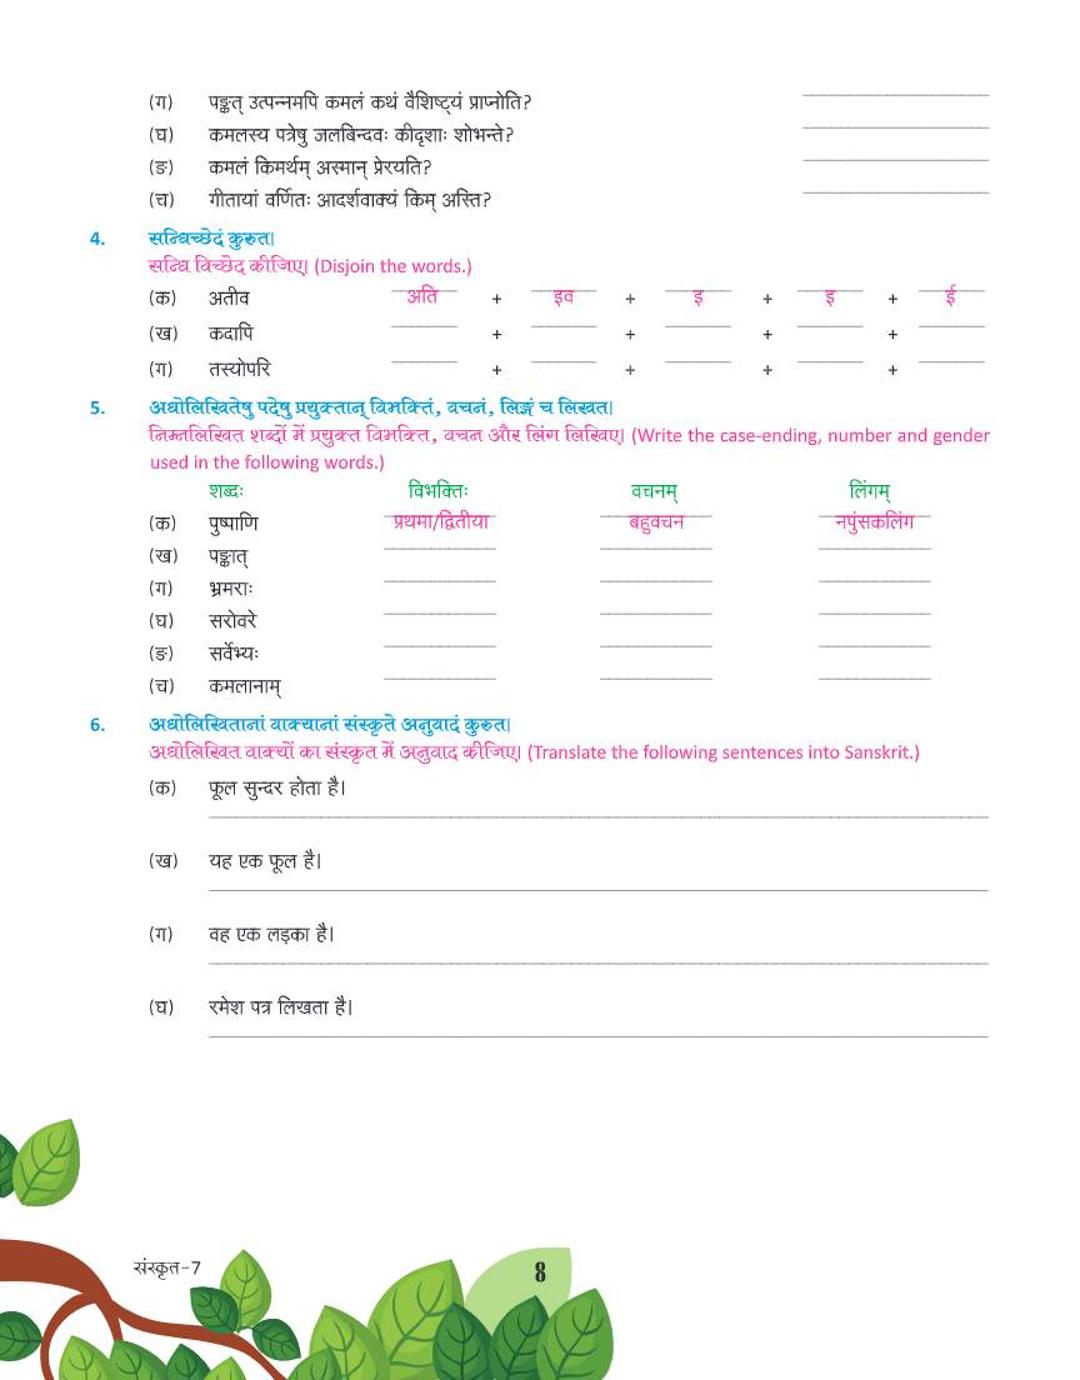 (ग) पङ्कत् उत्पन्नमपि कमलं कथं वैशिष्ट्यं प्राप्नोति?
(घ) कमलस्य पत्रेषु जलबिन्दवः कीदृशाः शोभन्ते?
(ङ) कमलं किमर्थम् अस्मान् प्रेरयति?
(च) गीतायां वर्णितः आदर्शवाक्यं किम् अस्ति?
4. सन्धिच्छेदं कुरुत।
सन्धि विच्छेद कीजिए। (Disjoin the words.)
(क) अतीव अति + इव + इ + इ + ई
(ख) कदापि + + + +
(ग) तस्योपरि + + + +
5. अधोलिखितेषु पदेषु प्रयुक्तान् विभक्तिं, वचनं, लिङ्गं च लिखत।
निम्नलिखित शब्दों में प्रयुक्त विभक्ति, वचन और लिंग लिखिए। (Write the case-ending, number and gender
used in the following words.)
शब्दः विभक्तिः वचनम् लिंगम्
(क) पुष्पाणि प्रथमा/द्वितीया बहुवचन नपुंसकलिंग
(ख) पङ्कात्
(ग) भ्रमराः
(घ) सरोवरे
(ङ) सर्वेभ्यः
(च) कमलानाम्
6. अधोलिखितानां वाक्यानां संस्कृते अनुवादं कुरुत।
अधोलिखित वाक्यों का संस्कृत में अनुवाद कीजिए। (Translate the following sentences into Sanskrit.)
(क) फूल सुन्दर होता है।
(ख) यह एक फूल है।
(ग) वह एक लड़का है।
(घ) रमेश पत्र लिखता है।
संस्कृत-7
8